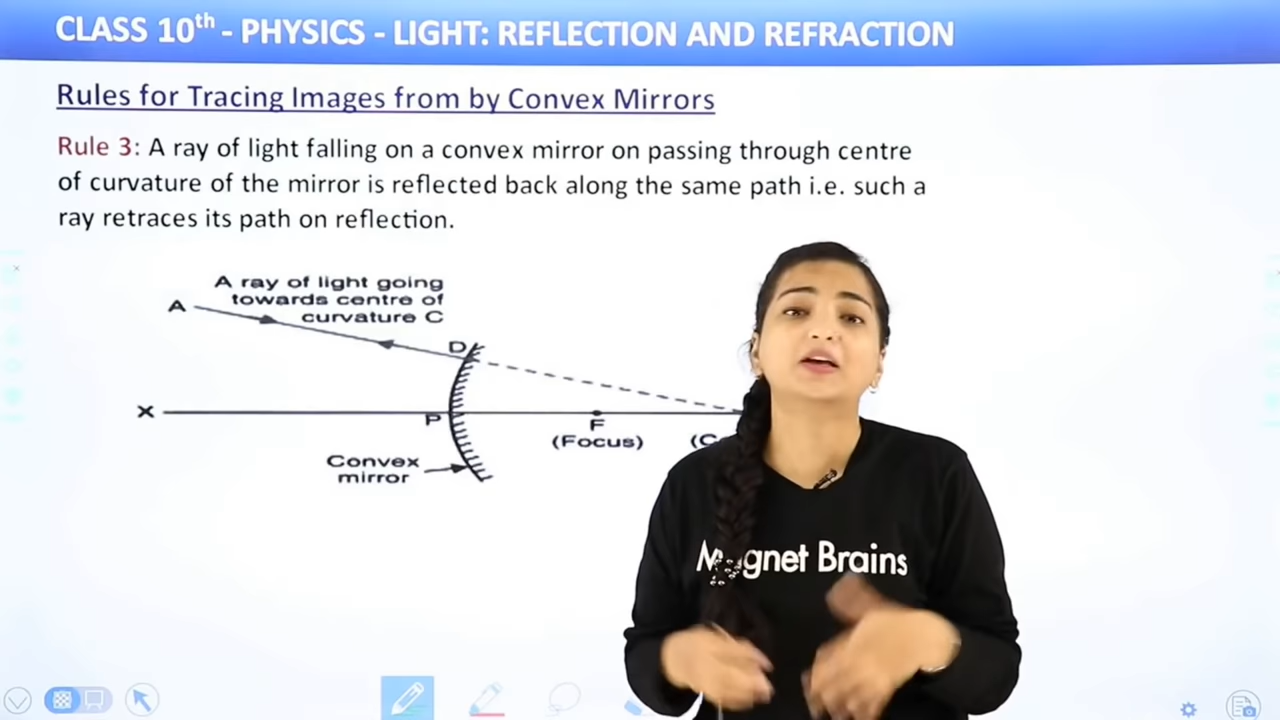 CLASS 10th - PHYSICS - LIGHT: REFLECTION AND REFRACTION
Rules for Tracing Images from by Convex Mirrors
Rule 3: A ray of light falling on a convex mirror on passing through centre
of curvature of the mirror is reflected back along the same path i.e. such a
ray retraces its path on reflection.
A ray of light going
towards centre of
curvature C
A
D
X
P
F
(Focus)
(C
Convex
mirror
Magnet Brains